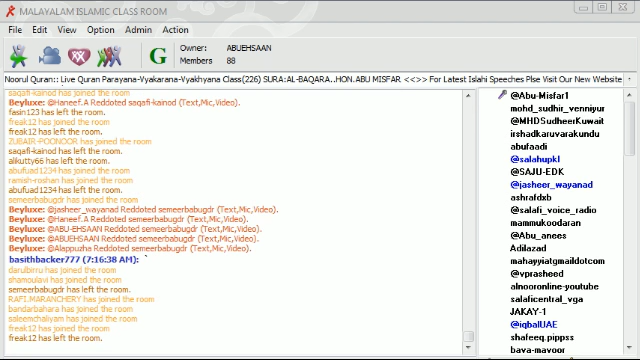 MALAYALAM ISLAMIC CLASS ROOM
File Edit View Options Admin Action
G
Owner: ABUEHSAAN
Members 88
Noorul Quran:: Live Quran Parayana-Vyakarana-Vyakhyana Class(226) SURA:AL-BAQARA..HON.ABU MISFAR <<>> For Latest Islahi Speeches Plse Visit Our New Website
saqafi-kainod has joined the room
Beyluxe: @Haneef.A Reddoted saqafi-kainod (Text,Mic,Video).
fasin123 has left the room.
freak12 has joined the room
freak12 has left the room.
ZUBAIR-POONOOR has joined the room
saqafi-kainod has left the room.
alikutty66 has left the room.
abufuad1234 has joined the room
ramish-roshan has joined the room
abufuad1234 has left the room.
semeerbabugdr has joined the room
Beyluxe: @jasheer_wayanad Reddoted semeerbabugdr (Text,Mic,Video).
Beyluxe: @Haneef.A Reddoted semeerbabugdr (Text,Mic,Video).
Beyluxe: @ABU-EHSAAN Reddoted semeerbabugdr (Text,Mic,Video).
Beyluxe: @ABUEHSAAN Reddoted semeerbabugdr (Text,Mic,Video).
Beyluxe: @Alappuzha Reddoted semeerbabugdr (Text,Mic,Video).
basithbacker777 (7:16:38 AM): `
darulbirru has joined the room
shamoulavi has joined the room
semeerbabugdr has left the room.
RAFI.MARANCHERY has joined the room
bandarbahara has joined the room
saleemchaliyam has joined the room
freak12 has joined the room
freak12 has left the room.
@Abu-Misfar1
mohd_sudhir_venniyur
@MHDSudheerKuwait
irshadkaruvarakundu
abufaadi
@salahupkl
@SAJU-EDK
@jasheer_wayanad
ashrafdxb
@salafi_voice_radio
mammukoodaran
@Abu_anees
Adilazad
mahayyiatgmaildotcom
@vprasheed
alnooronline-youtube
salaficentral_vga
JAKAY-1
@iqbalUAE
shafeeq.pippss
bava-mavoor